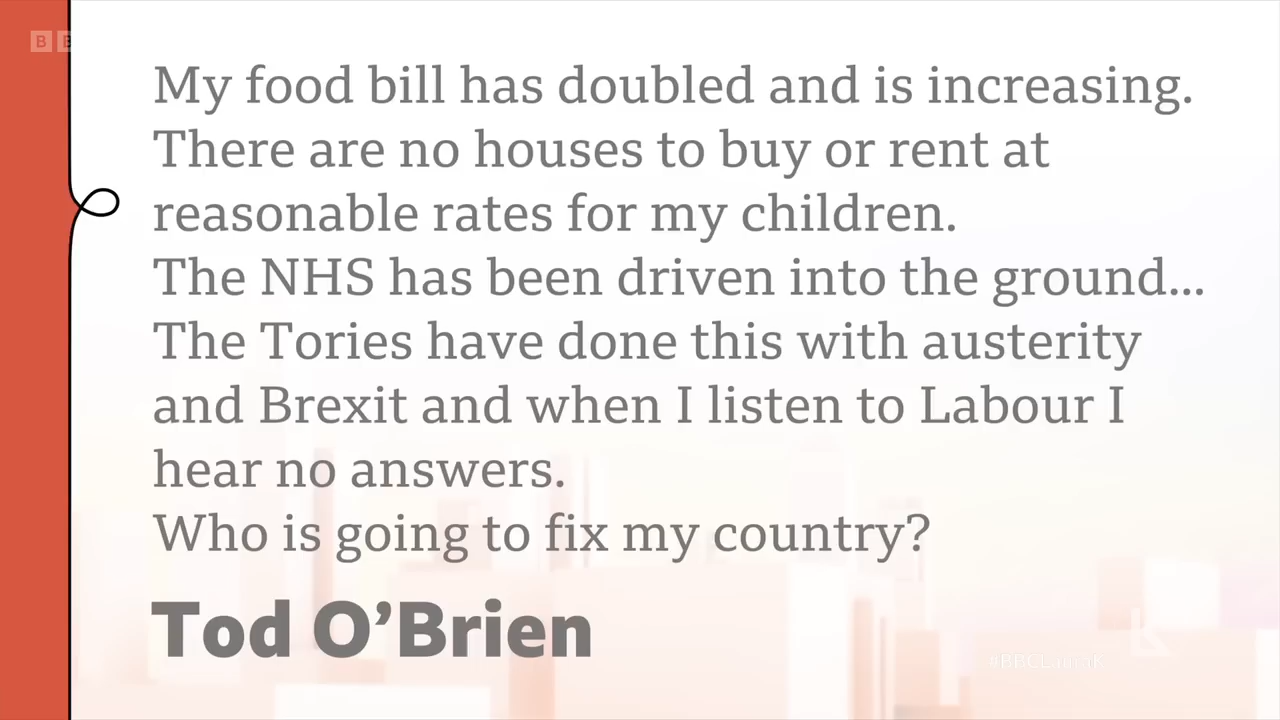 My food bill has doubled and is increasing.
There are no houses to buy or rent at
reasonable rates for my children.
The NHS has been driven into the ground...
The Tories have done this with austerity
and Brexit and when I listen to Labour I
hear no answers.
Who is going to fix my country?
Tod O’Brien
#BBCLauraK